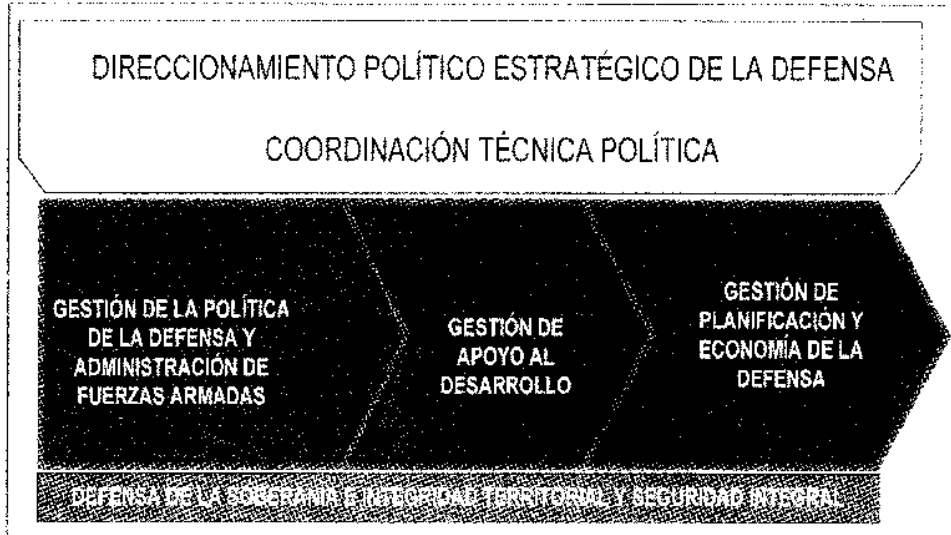 DIRECCIONAMIENTO POLÍTICO ESTRATÉGICO DE LA DEFENSA
COORDINACIÓN TÉCNICA POLÍTICA
GESTIÓN DE LA POLÍTICA
DE LA DEFENSA Y
ADMINISTRACIÓN DE
FUERZAS ARMADAS
GESTIÓN DE
APOYO AL
DESARROLLO
GESTIÓN DE
PLANIFICACIÓN Y
ECONOMÍA DE LA
DEFENSA
DEFENSA DE LA SOBERANÍA E INTEGRIDAD TERRITORIAL Y SEGURIDAD INTEGRAL